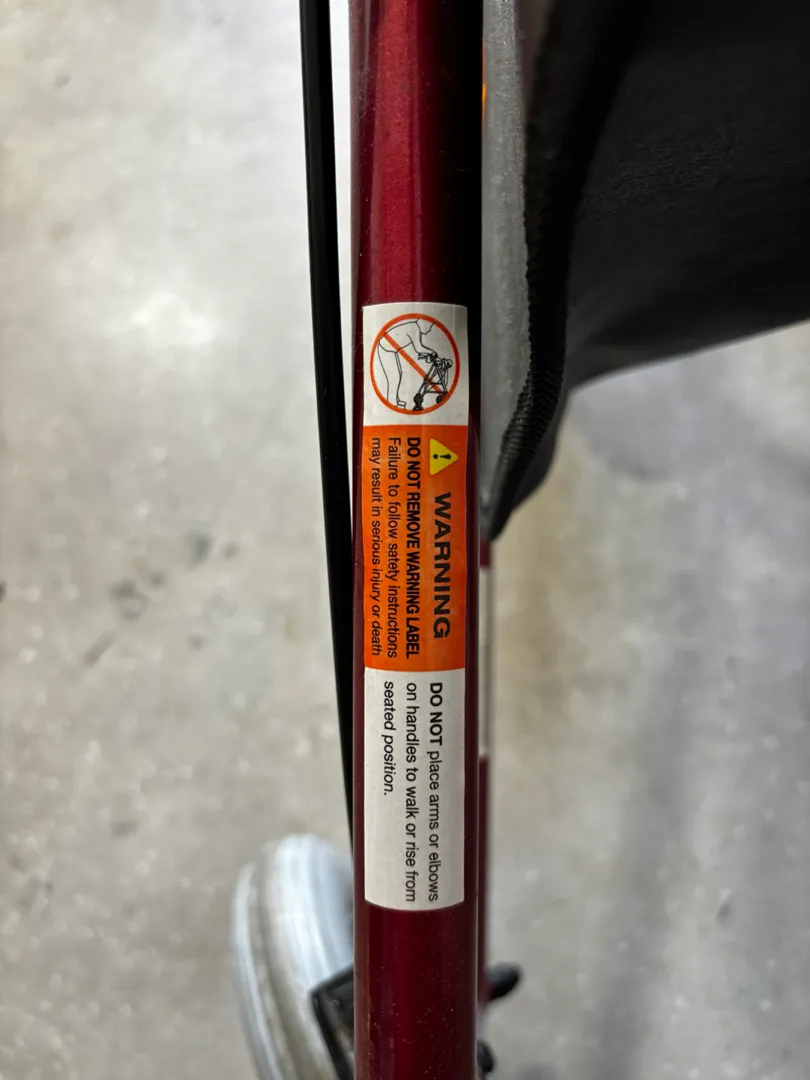 WARNING
DO NOT REMOVE WARNING LABEL
Failure to follow safety instructions
may result in serious injury or death
DO NOT place arms or elbows
on handles to walk or rise from
seated position.